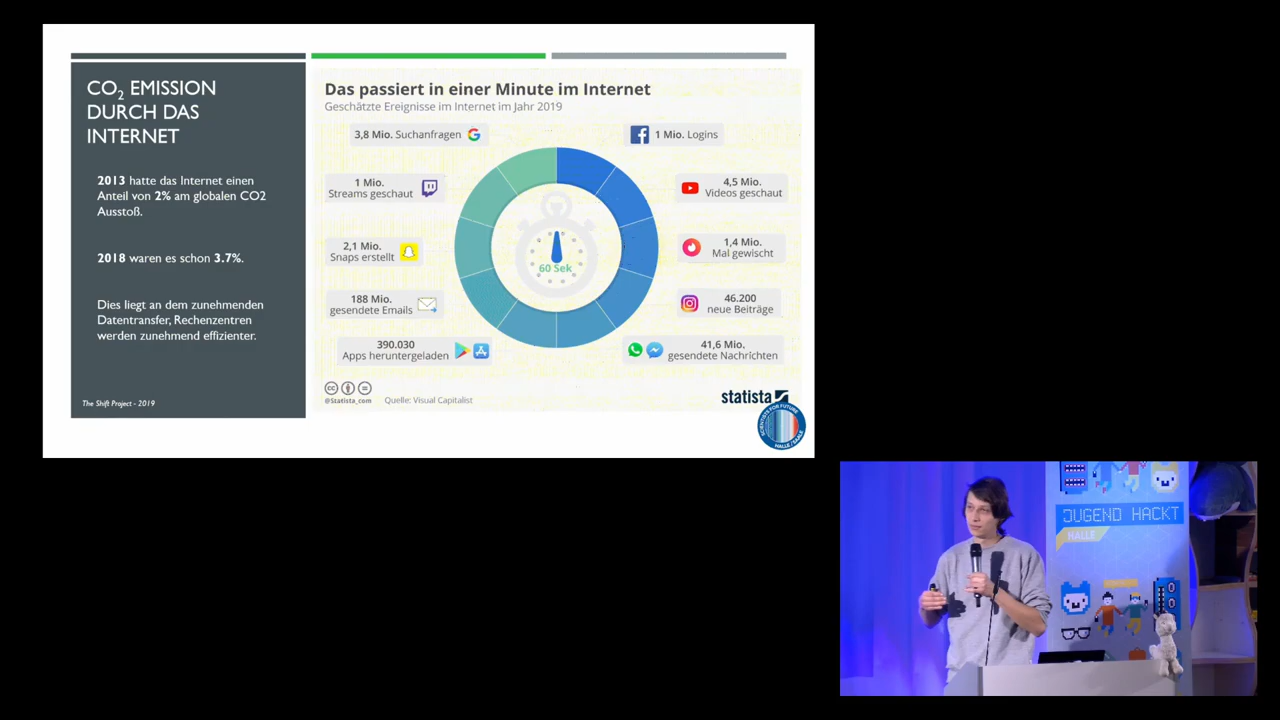 CO2 EMISSION
DURCH DAS
INTERNET
2013 hatte das Internet einen
Anteil von 2% am globalen CO2
Ausstoß.
2018 waren es schon 3.7%.
Dies liegt an dem zunehmenden
Datentransfer, Rechenzentren
werden zunehmend effizienter.
The Shift Project - 2019
Das passiert in einer Minute im Internet
Geschätzte Ereignisse im Internet im Jahr 2019
3,8 Mio. Suchanfragen
1 Mio. Logins
1 Mio.
Streams geschaut
4,5 Mio.
Videos geschaut
2,1 Mio.
Snaps erstellt
1,4 Mio.
Mal gewischt
60 Sek
188 Mio.
gesendete Emails
46.200
neue Beiträge
390.030
Apps heruntergeladen
41,6 Mio.
gesendete Nachrichten
@Statista_com
Quelle: Visual Capitalist
statista
SCIENTISTS FOR FUTURE
HALLE / SAALE
JUGEND HACKT
HALLE